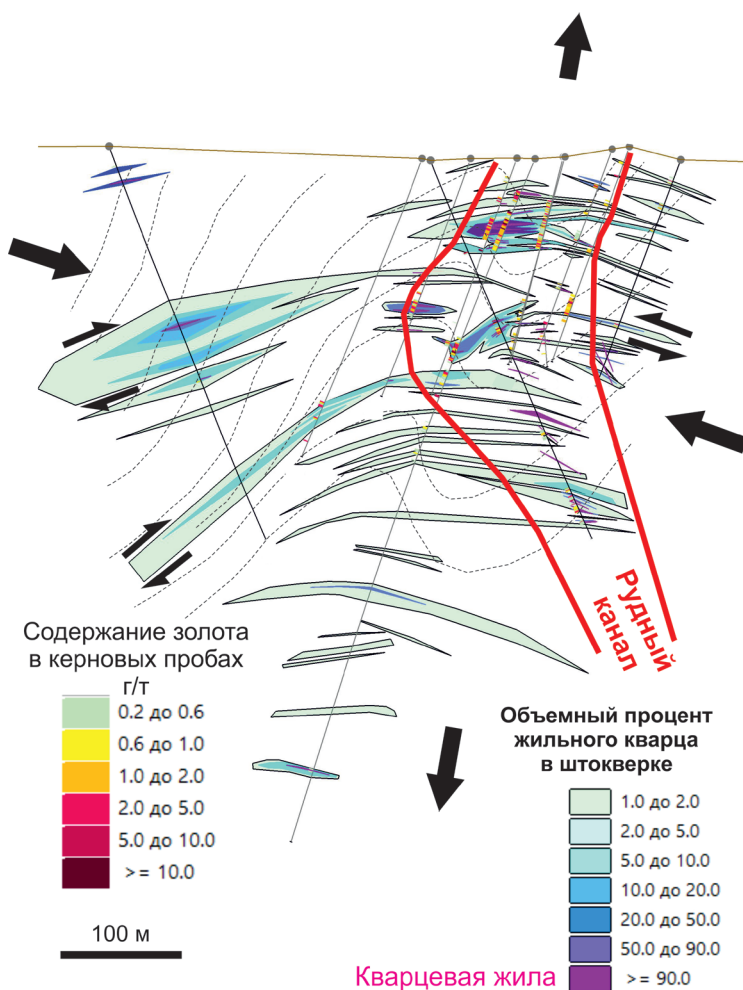 Рудный
канал
Содержание золота
в керновых пробах
г/т
0.2 до 0.6
0.6 до 1.0
1.0 до 2.0
2.0 до 5.0
5.0 до 10.0
>= 10.0
100 м
Объемный процент
жильного кварца
в штокверке
1.0 до 2.0
2.0 до 5.0
5.0 до 10.0
10.0 до 20.0
20.0 до 50.0
50.0 до 90.0
>= 90.0
Кварцевая жила